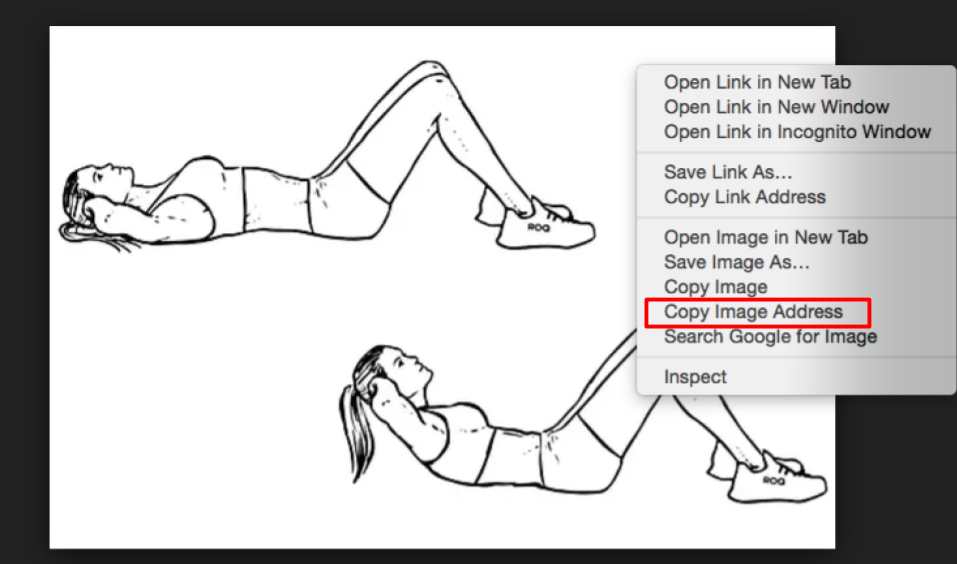 Open Link in New Tab
Open Link in New Window
Open Link in Incognito Window
Save Link As...
Copy Link Address
Open Image in New Tab
Save Image As...
Copy Image
Copy Image Address
Search Google for Image
Inspect
ROQ
ROQ